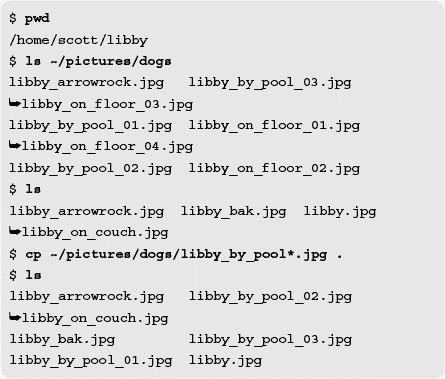 $ pwd
/home/scott/libby
$ ls ~/pictures/dogs
libby_arrowrock.jpg   libby_by_pool_03.jpg
➥libby_on_floor_03.jpg
libby_by_pool_01.jpg  libby_on_floor_01.jpg
➥libby_on_floor_04.jpg
libby_by_pool_02.jpg  libby_on_floor_02.jpg
$ ls
libby_arrowrock.jpg  libby_bak.jpg  libby.jpg
➥libby_on_couch.jpg
$ cp ~/pictures/dogs/libby_by_pool*.jpg .
$ ls
libby_arrowrock.jpg   libby_by_pool_02.jpg
➥libby_on_couch.jpg
libby_bak.jpg         libby_by_pool_03.jpg
libby_by_pool_01.jpg  libby.jpg